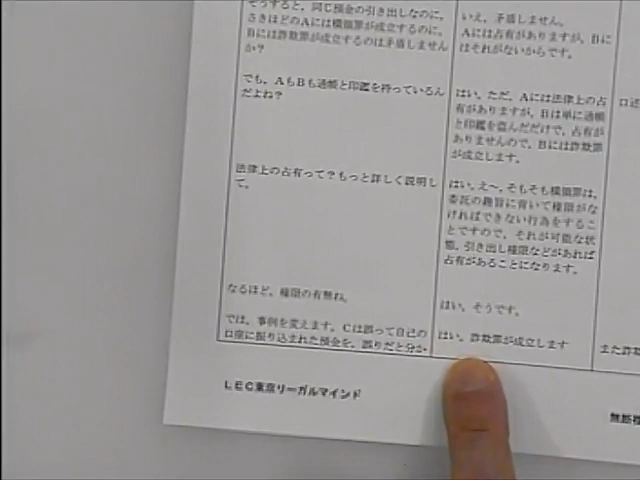 そうすると、同じ預金の引き出しなのに、
さきほどのAには横領罪が成立するのに、
Bには詐欺罪が成立するのは矛盾しません
か？
いえ、矛盾しません。
Aには占有がありますが、Bに
はそれがないからです。
でも、AもBも通帳と印鑑を持っているん
だよね？
はい。ただ、Aには法律上の占
有がありますが、Bは単に通帳
と印鑑を盗んだだけで、占有が
ありませんので、Bには詐欺罪
が成立します。
口述
法律上の占有って？もっと詳しく説明し
て。
はい。え～、そもそも横領罪は、
委託の趣旨に背いて権限がな
ければできない行為をするこ
とですので、それが可能な状
態、引き出し権限などがあれば
占有があることになります。
なるほど、権限の有無ね。
はい、そうです。
では、事例を変えます。Cは誤って自己の
口座に振り込まれた預金を、誤りだと分か
はい、詐欺罪が成立します
また詐欺
LEC東京リーガルマインド
無断複